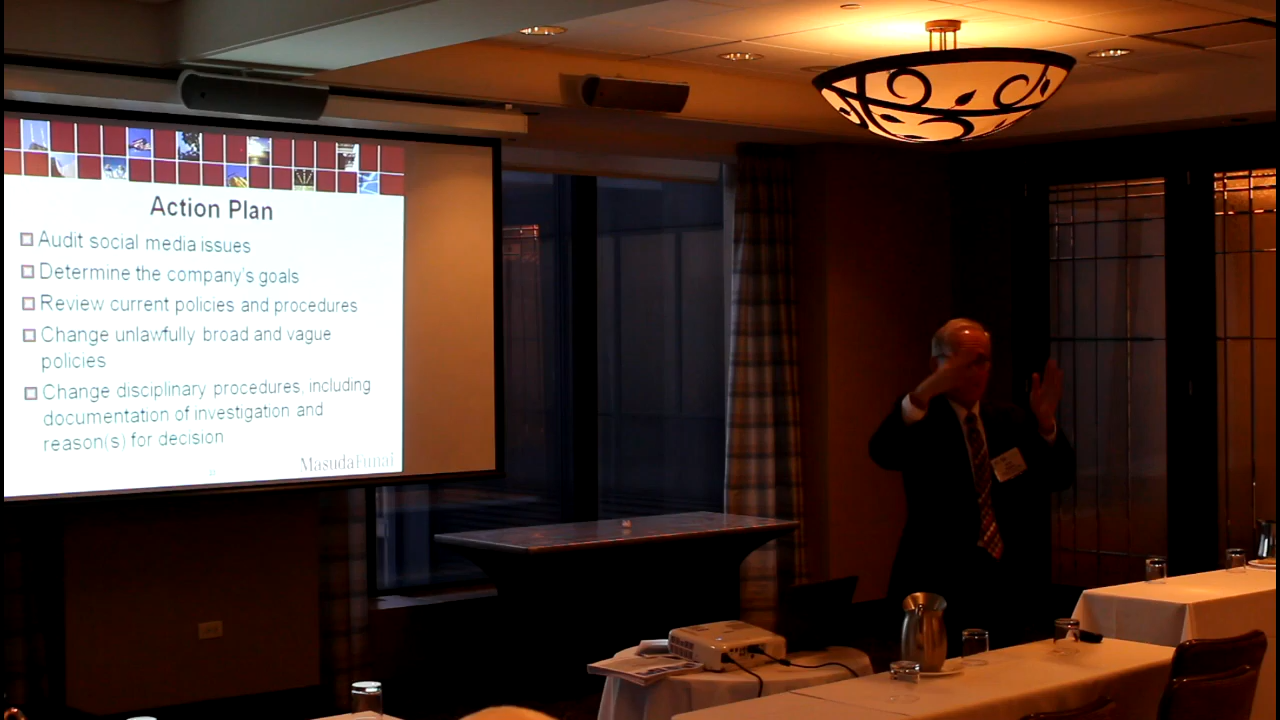 Action Plan
Audit social media issues
Determine the company's goals
Review current policies and procedures
Change unlawfully broad and vague
policies
Change disciplinary procedures, including
documentation of investigation and
reason(s) for decision
MasudaFunai